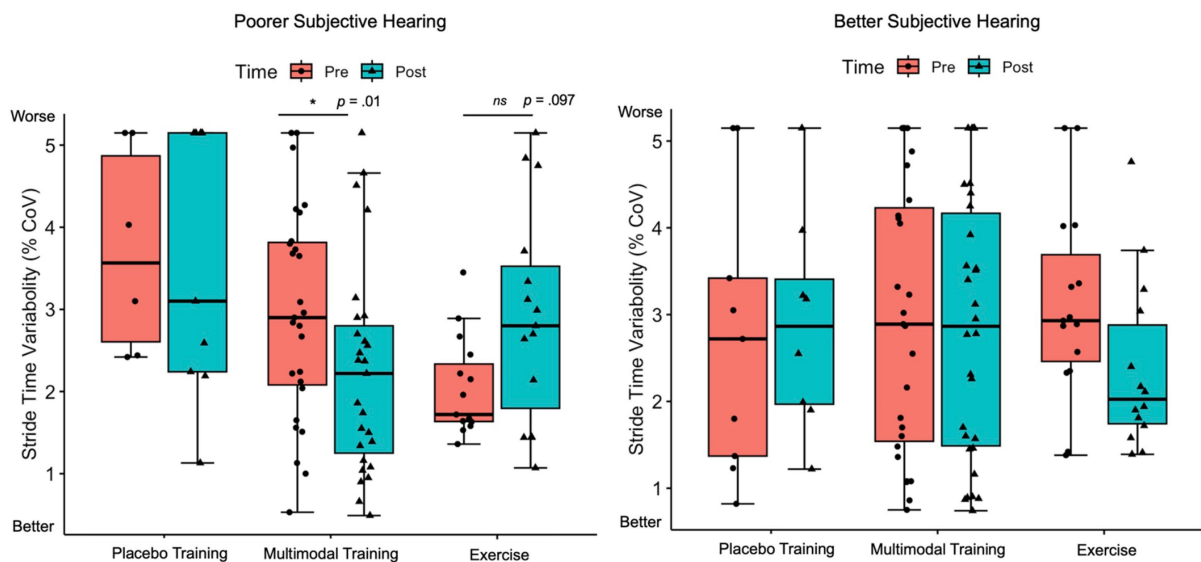 Poorer Subjective Hearing
Time Pre Post
* p = .01
ns p = .097
Worse
5
4
3
2
1
Better
Stride Time Variabolity (% CoV)
Placebo Training Multimodal Training Exercise
Better Subjective Hearing
Time Pre Post
Worse
5
4
3
2
1
Better
Stride Time Variability (% CoV)
Placebo Training Multimodal Training Exercise